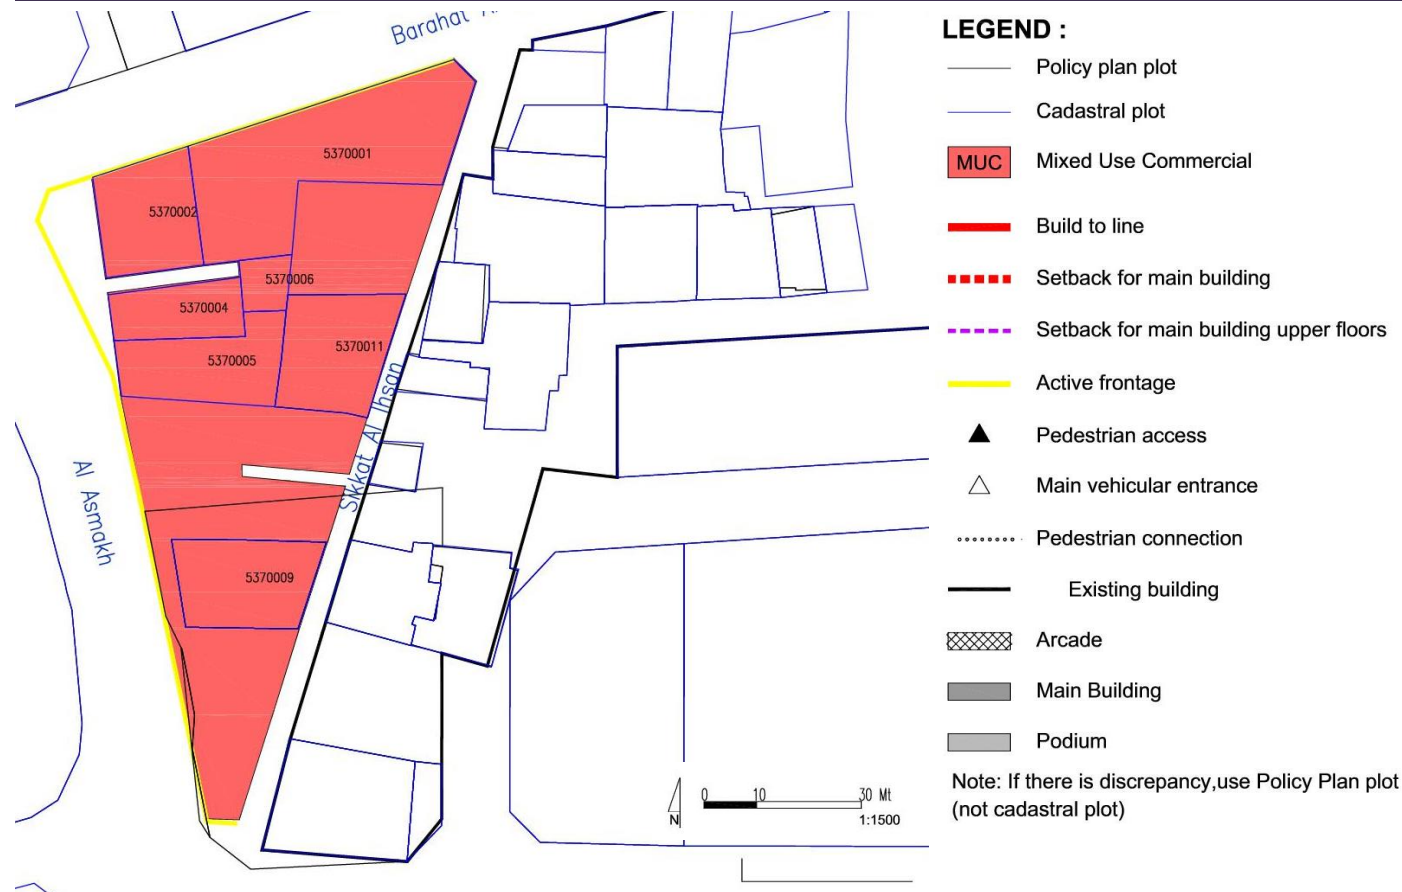 Barahat
5370001
5370002
5370006
5370004
5370011
5370005
Sikkat Al Ihsan
Al Asmakh
5370009
0 10 30 Mt
N
1:1500
LEGEND :
Policy plan plot
Cadastral plot
MUC Mixed Use Commercial
Build to line
Setback for main building
Setback for main building upper floors
Active frontage
Pedestrian access
Main vehicular entrance
Pedestrian connection
Existing building
Arcade
Main Building
Podium
Note: If there is discrepancy,use Policy Plan plot
(not cadastral plot)